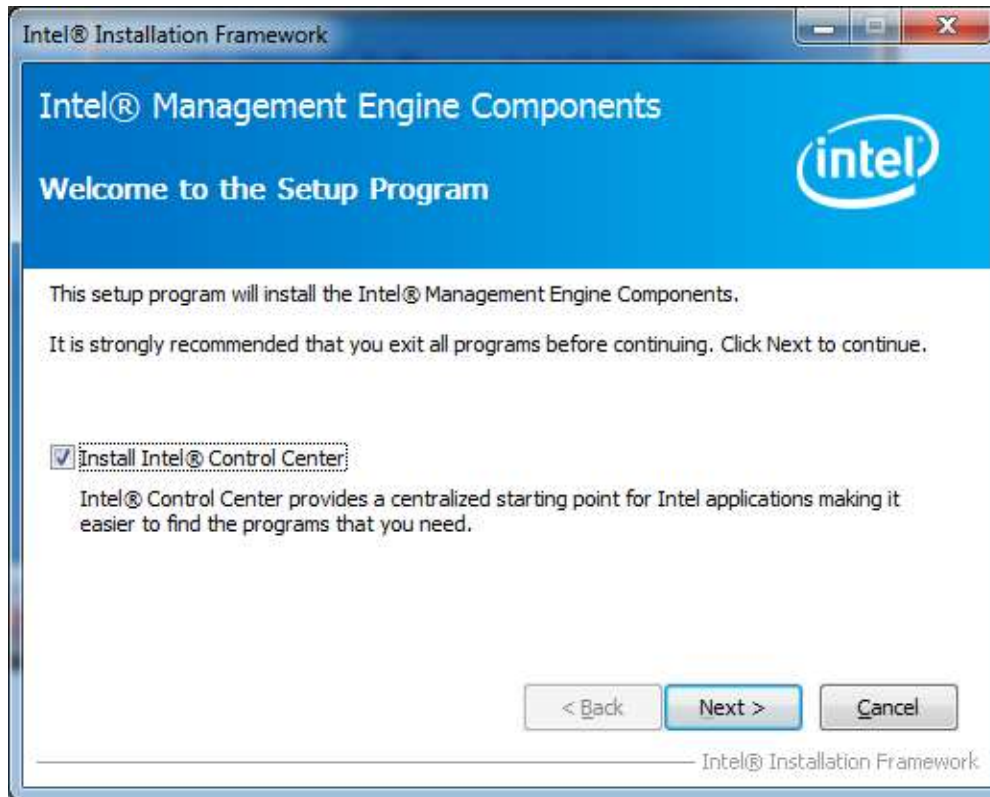 Intel® Installation Framework
Intel® Management Engine Components
intel
Welcome to the Setup Program
This setup program will install the Intel® Management Engine Components.
It is strongly recommended that you exit all programs before continuing. Click Next to continue.
Install Intel® Control Center
Intel® Control Center provides a centralized starting point for Intel applications making it
easier to find the programs that you need.
< Back
Next >
Cancel
Intel® Installation Framework